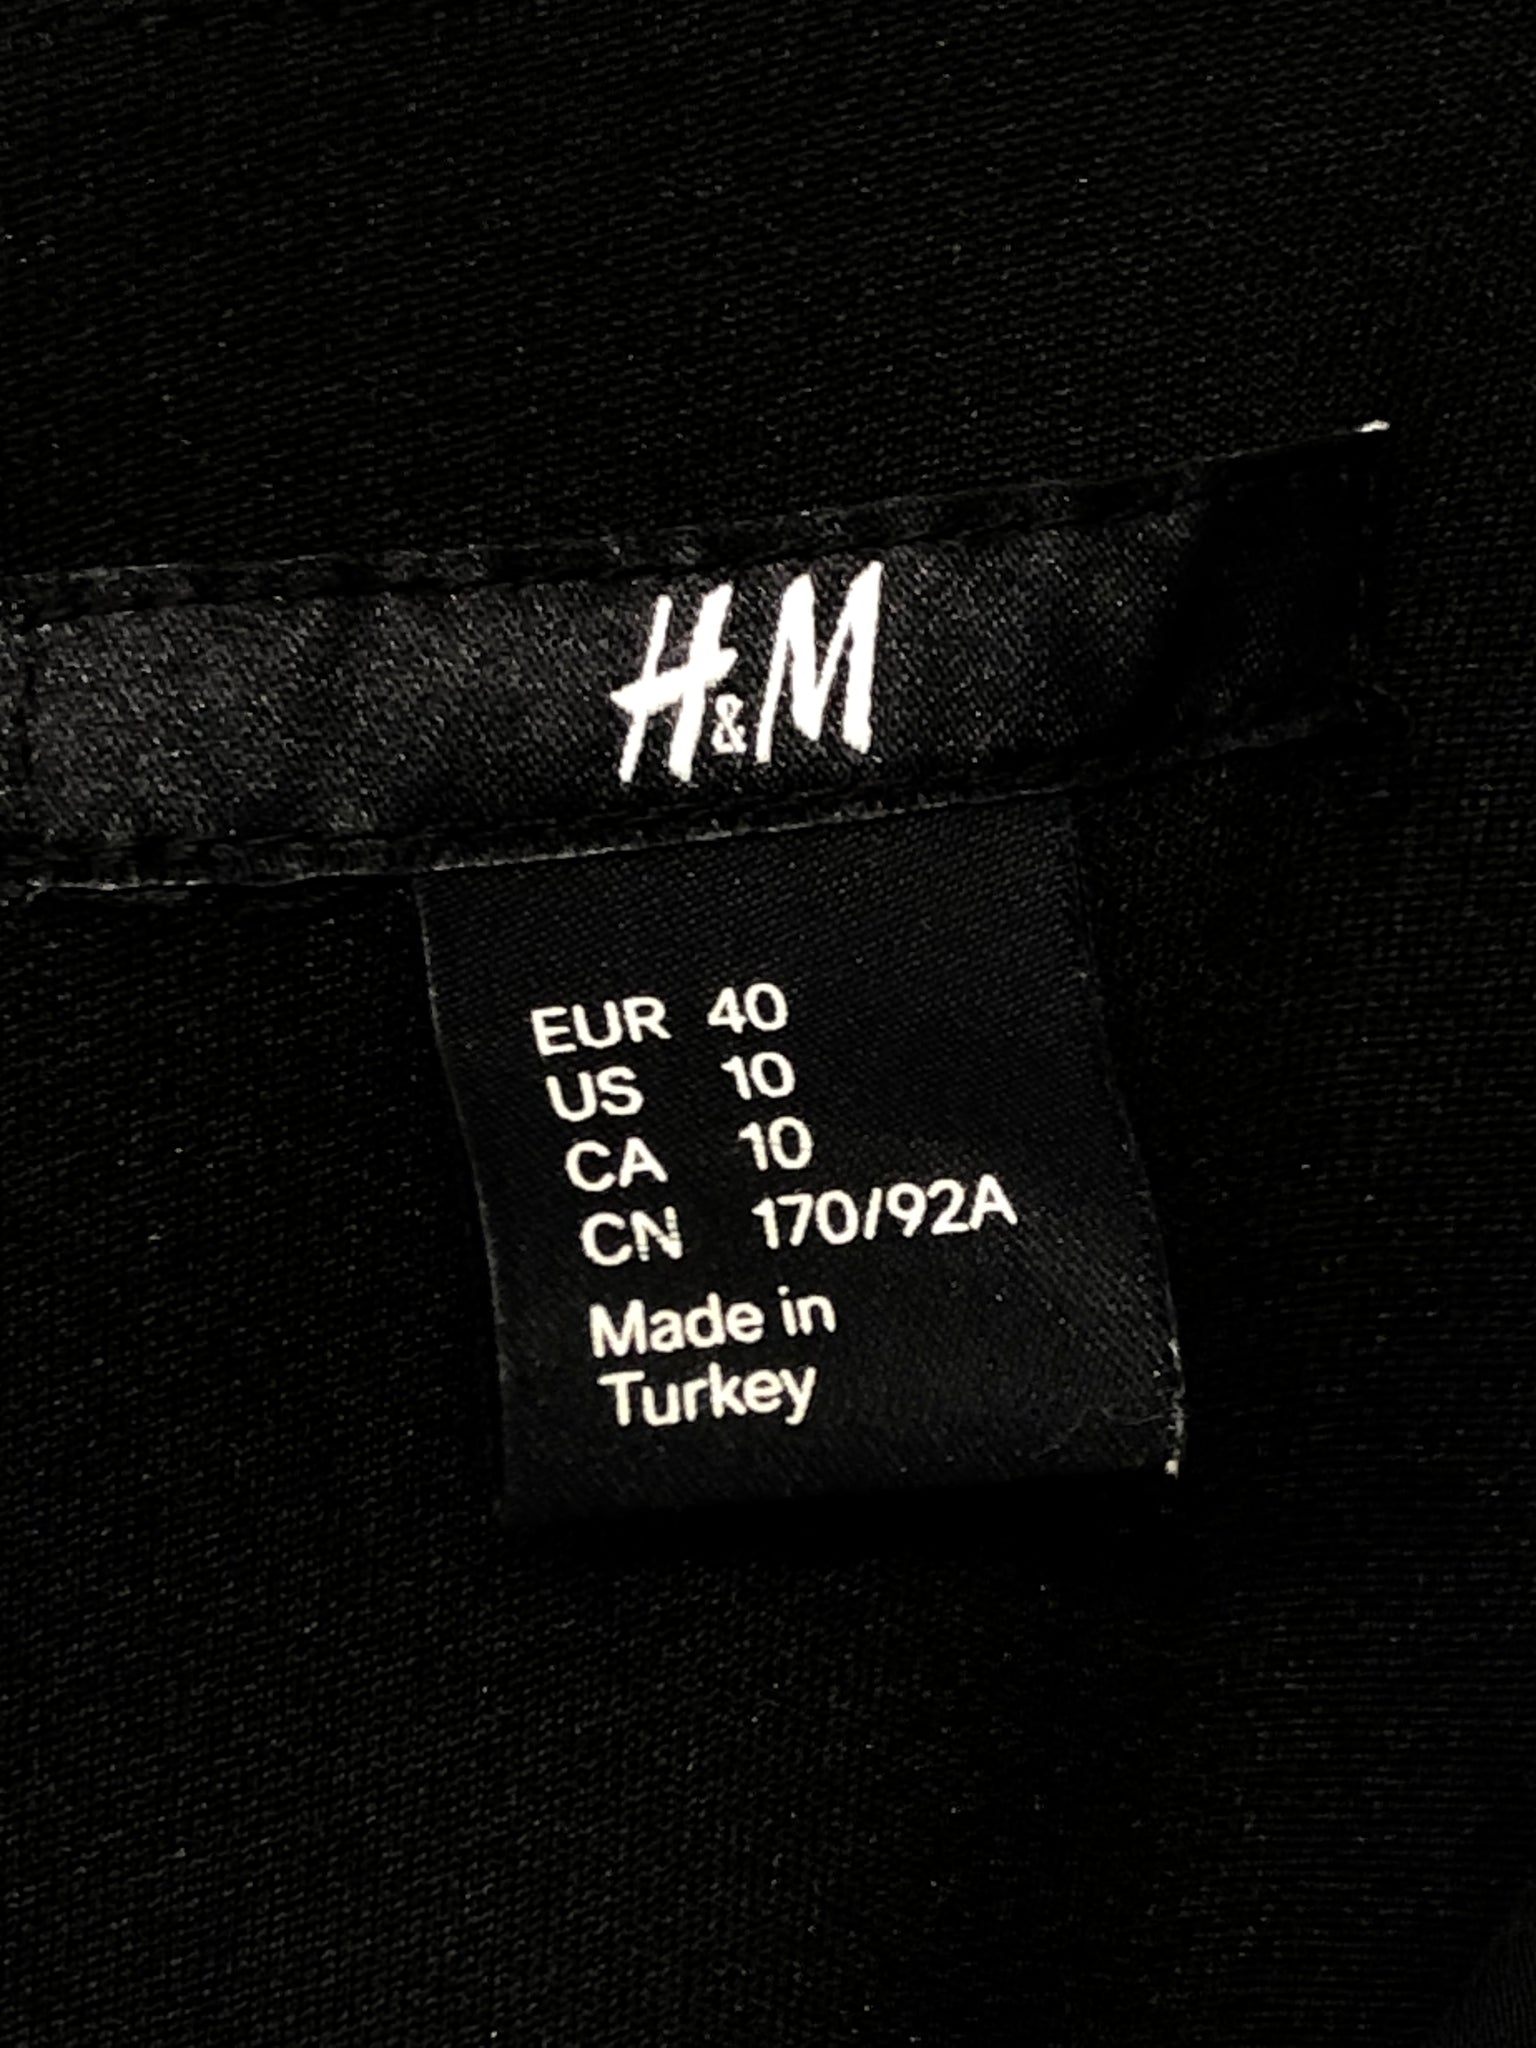 H&M
EUR 40
US 10
CA 10
CN 170/92A
Made in
Turkey